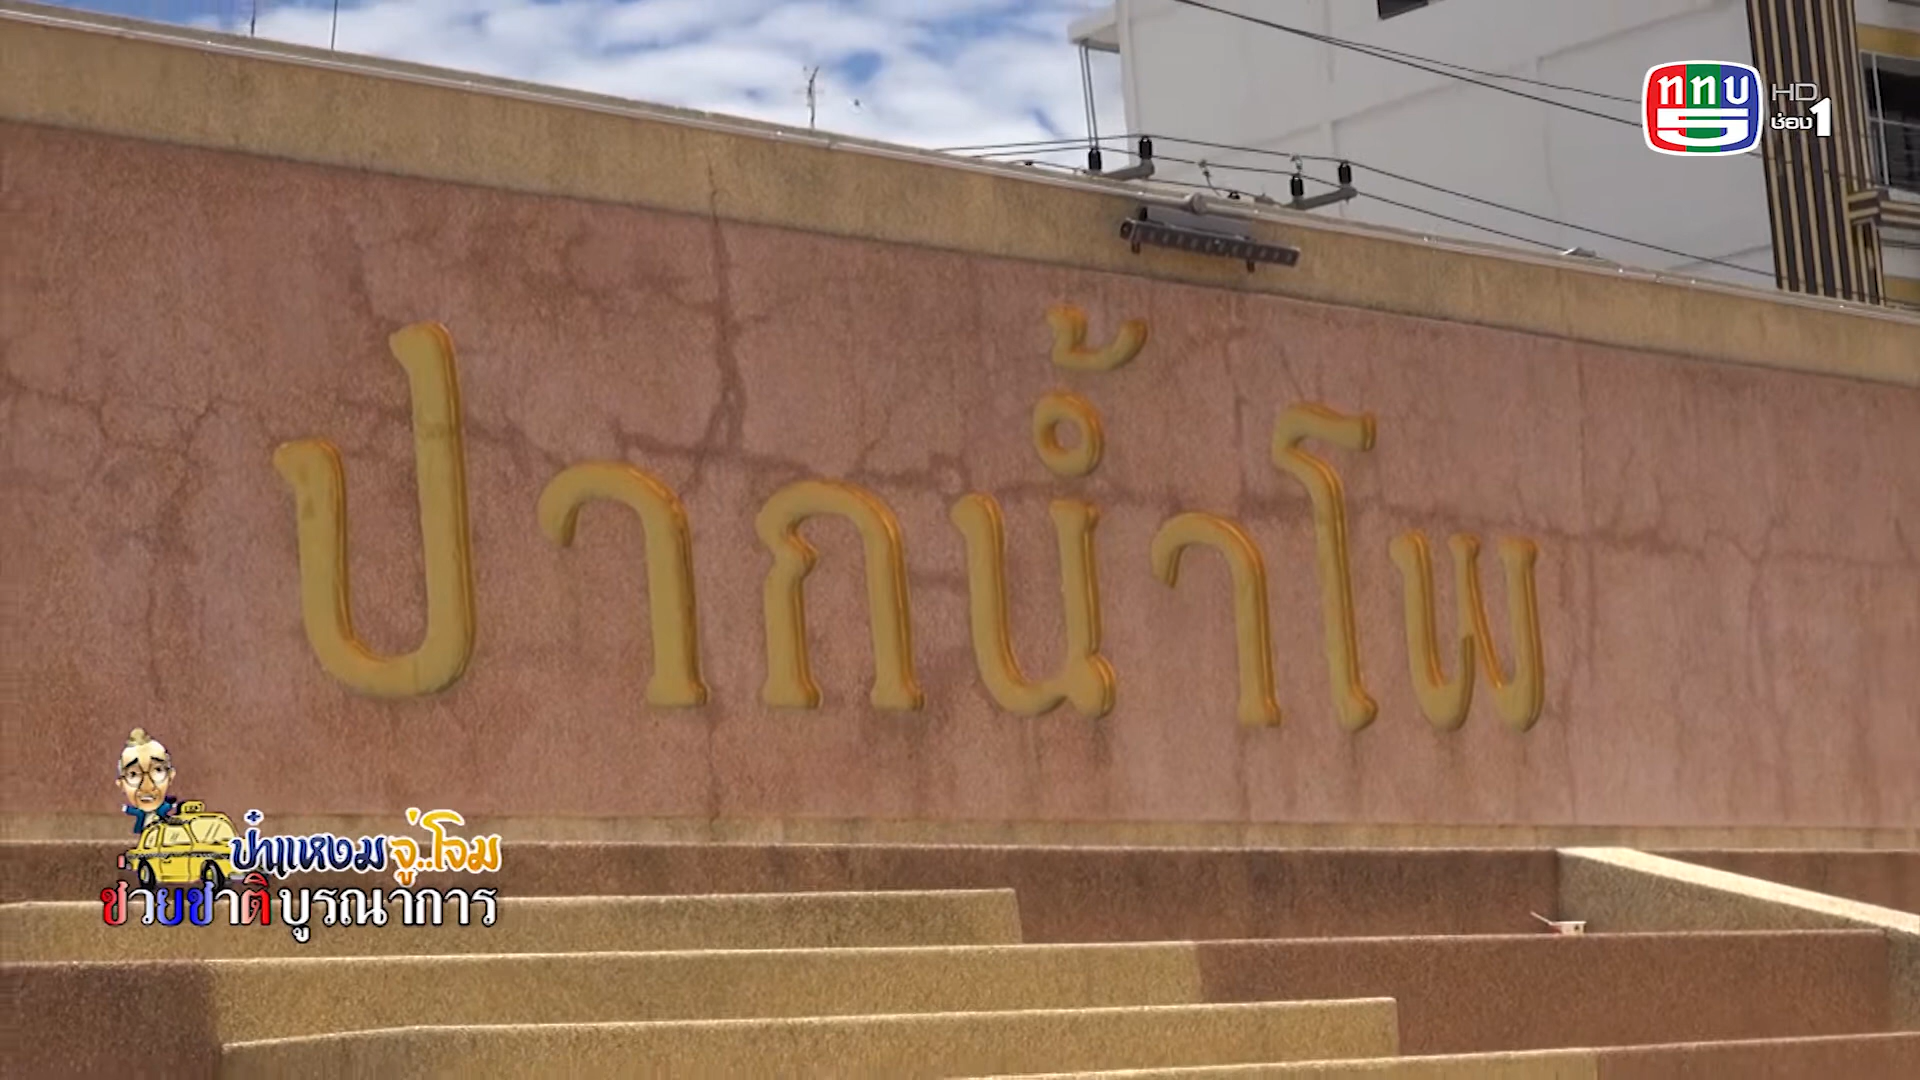 ททบ5 HD
ช่อง1
ปากน้ำโพ
ป๋าแหงม จู่..โจม
ช่วยชาติ บูรณาการ